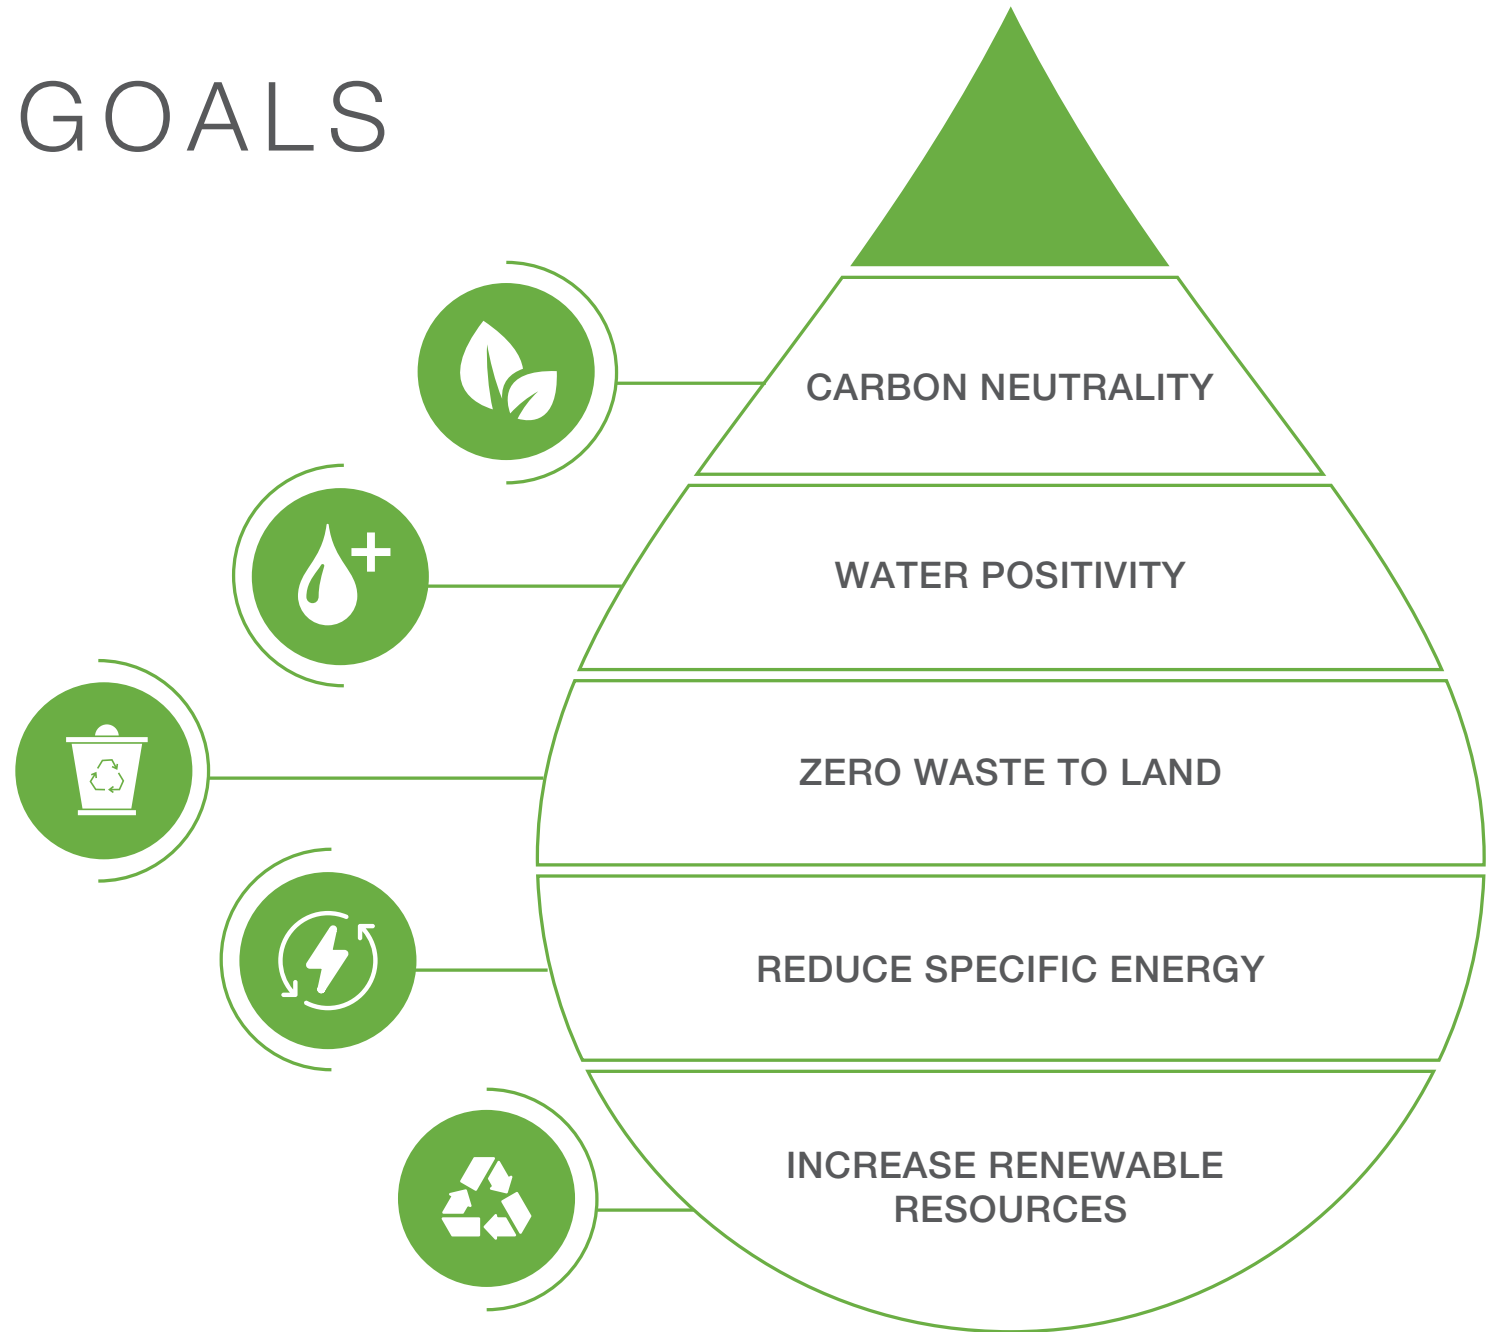 GOALS
CARBON NEUTRALITY
WATER POSITIVITY
ZERO WASTE TO LAND
REDUCE SPECIFIC ENERGY
INCREASE RENEWABLE
RESOURCES